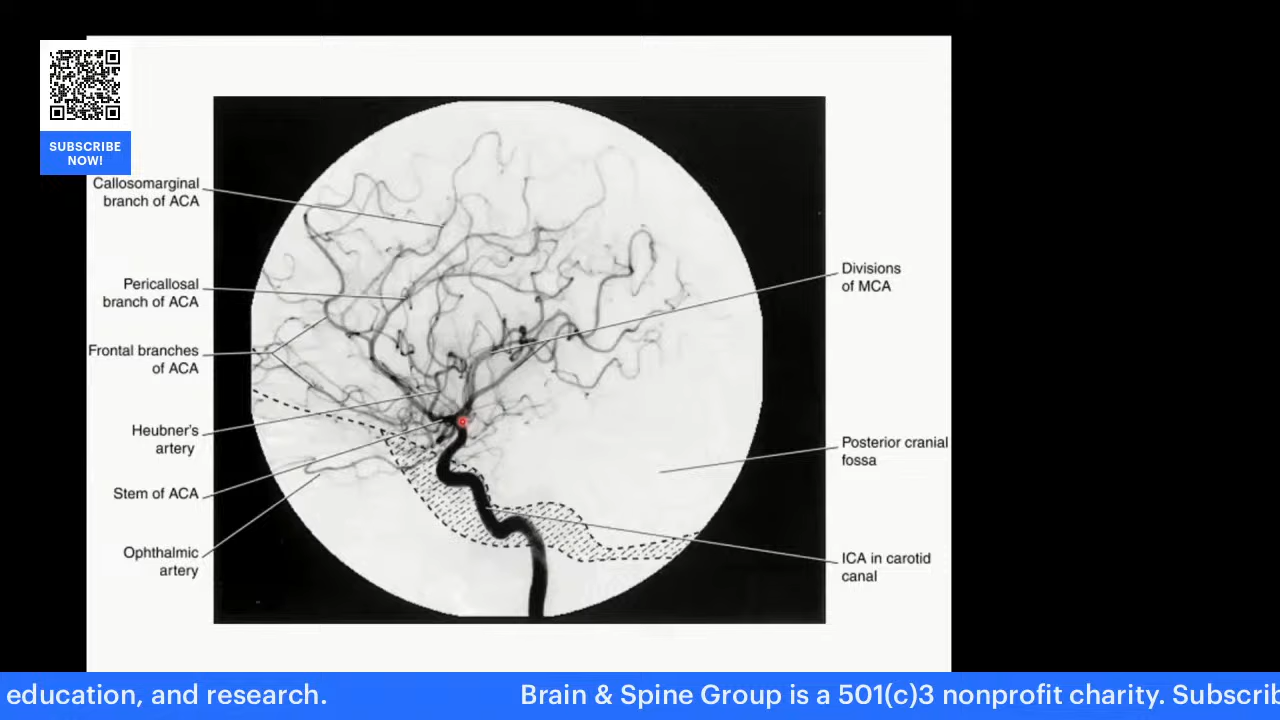 SUBSCRIBE
NOW!
Callosomarginal
branch of ACA
Pericallosal
branch of ACA
Frontal branches
of ACA
Heubner's
artery
Stem of ACA
Ophthalmic
artery
Divisions
of MCA
Posterior cranial
fossa
ICA in carotid
canal
education, and research. Brain & Spine Group is a 501(c)3 nonprofit charity. Subscrib